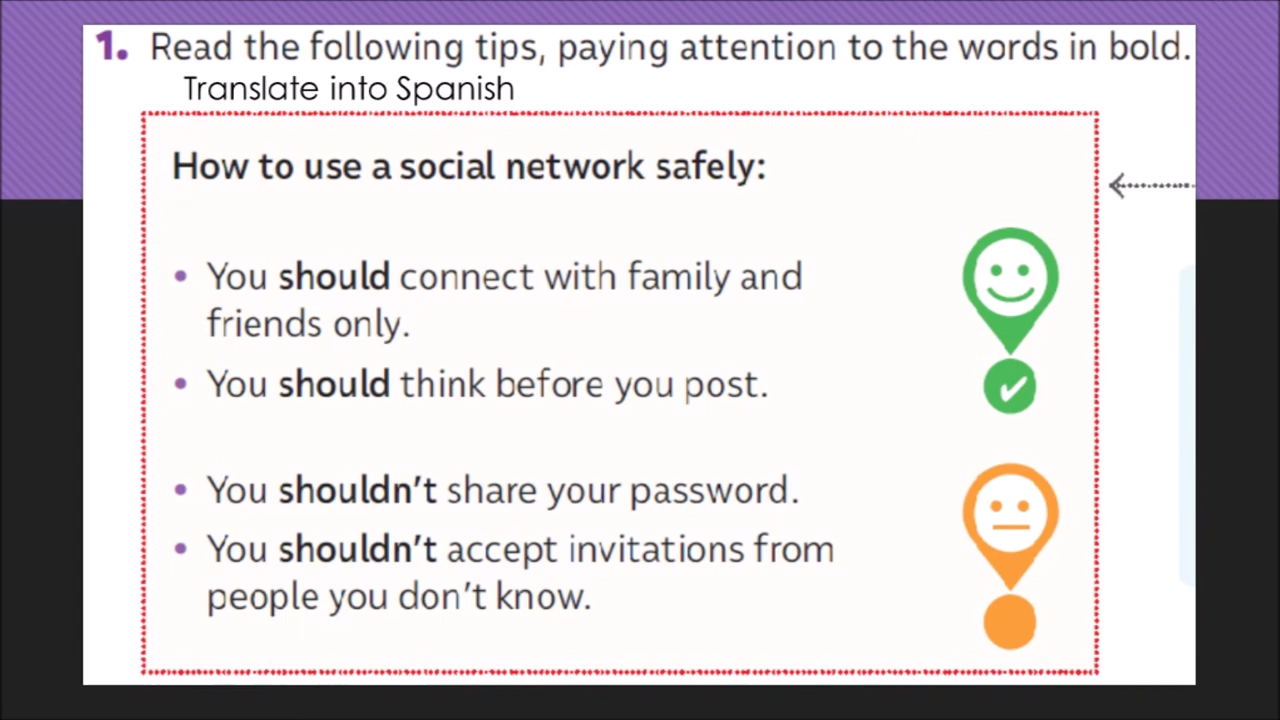 1. Read the following tips, paying attention to the words in bold.
Translate into Spanish
How to use a social network safely:
• You should connect with family and
friends only.
• You should think before you post.
• You shouldn't share your password.
• You shouldn't accept invitations from
people you don't know.